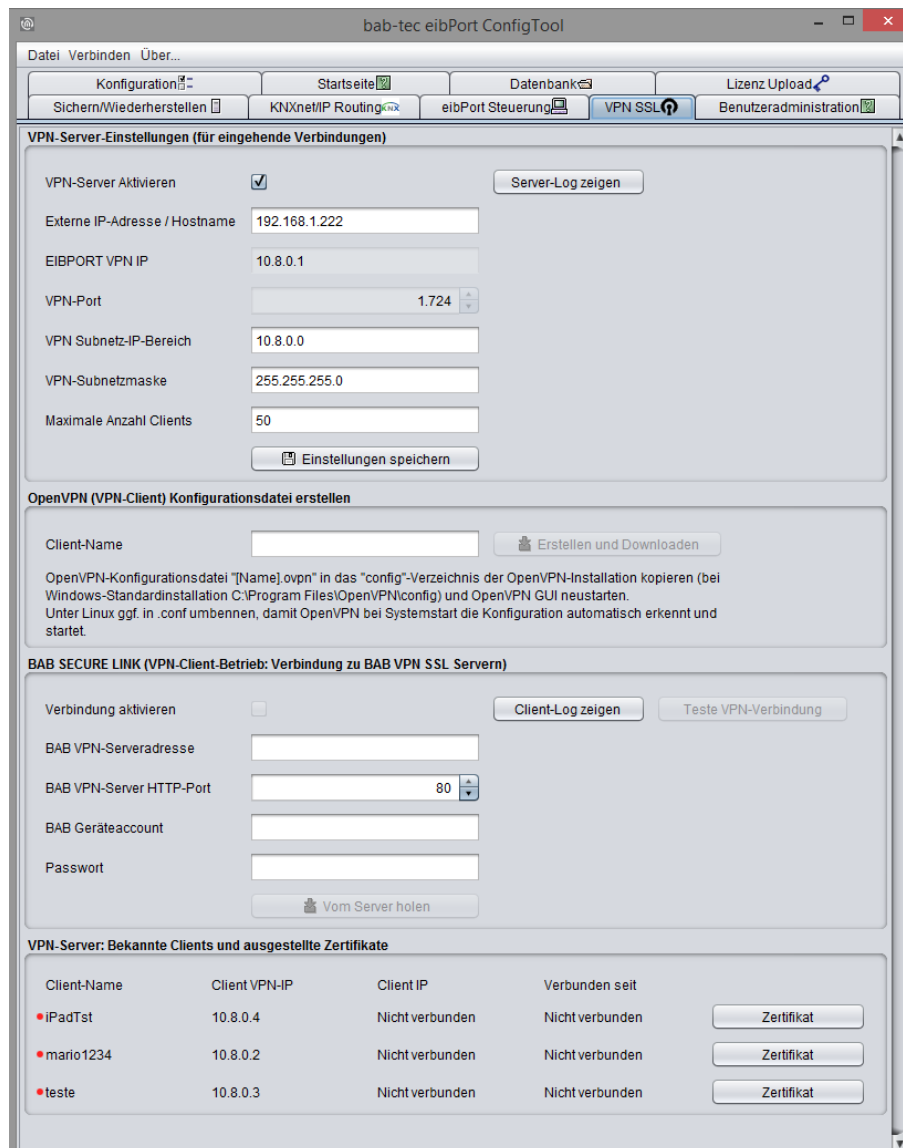 bab-tec eibPort ConfigTool
Datei Verbinden Über...
Konfiguration Startseite Datenbank Lizenz Upload
Sichern/Wiederherstellen KNXnet/IP Routing KNX eibPort Steuerung VPN SSL Benutzeradministration
VPN-Server-Einstellungen (für eingehende Verbindungen)
VPN-Server Aktivieren Server-Log zeigen
Externe IP-Adresse / Hostname 192.168.1.222
EIBPORT VPN IP 10.8.0.1
VPN-Port 1.724
VPN Subnetz-IP-Bereich 10.8.0.0
VPN-Subnetzmaske 255.255.255.0
Maximale Anzahl Clients 50
Einstellungen speichern
OpenVPN (VPN-Client) Konfigurationsdatei erstellen
Client-Name Erstellen und Downloaden
OpenVPN-Konfigurationsdatei "[Name].ovpn" in das "config"-Verzeichnis der OpenVPN-Installation kopieren (bei
Windows-Standardinstallation C:\Program Files\OpenVPN\config) und OpenVPN GUI neustarten.
Unter Linux ggf. in .conf umbennen, damit OpenVPN bei Systemstart die Konfiguration automatisch erkennt und
startet.
BAB SECURE LINK (VPN-Client-Betrieb: Verbindung zu BAB VPN SSL Servern)
Verbindung aktivieren Client-Log zeigen Teste VPN-Verbindung
BAB VPN-Serveradresse
BAB VPN-Server HTTP-Port 80
BAB Geräteaccount
Passwort
Vom Server holen
VPN-Server: Bekannte Clients und ausgestellte Zertifikate
Client-Name Client VPN-IP Client IP Verbunden seit
iPadTst 10.8.0.4 Nicht verbunden Nicht verbunden Zertifikat
mario1234 10.8.0.2 Nicht verbunden Nicht verbunden Zertifikat
teste 10.8.0.3 Nicht verbunden Nicht verbunden Zertifikat